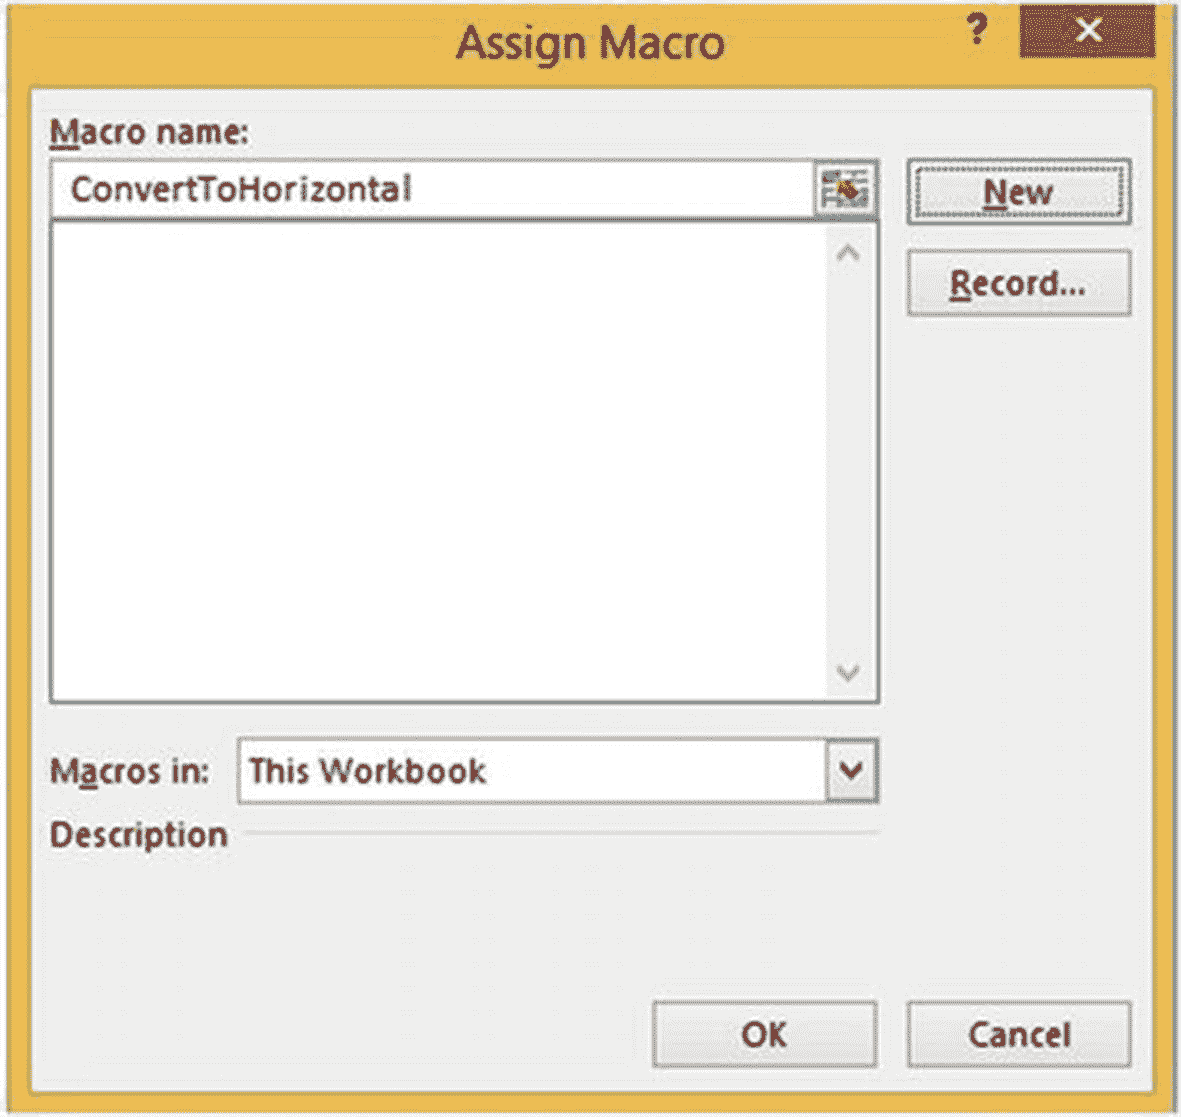 Assign Macro
?
Macro name:
ConvertToHorizontal
New
Record...
Macros in:
This Workbook
Description
OK
Cancel